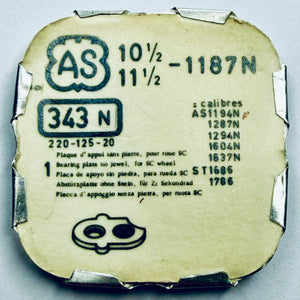 AS
10½
11½ -1187N
343 N
220-125-20
± calibres
AS1194N
1287N
1294N
1604N
1637N
ST1686
1786
1
Plaque d'appui sans pierre, pour roue SC
Bearing plate no jewel, for SC wheel
Placa de apoyo sin piedra, para rueda SC
Abstützplatte ohne Stein, für Z: Sekundrad
Placca d'appoggio senza pietra, per ruota SC